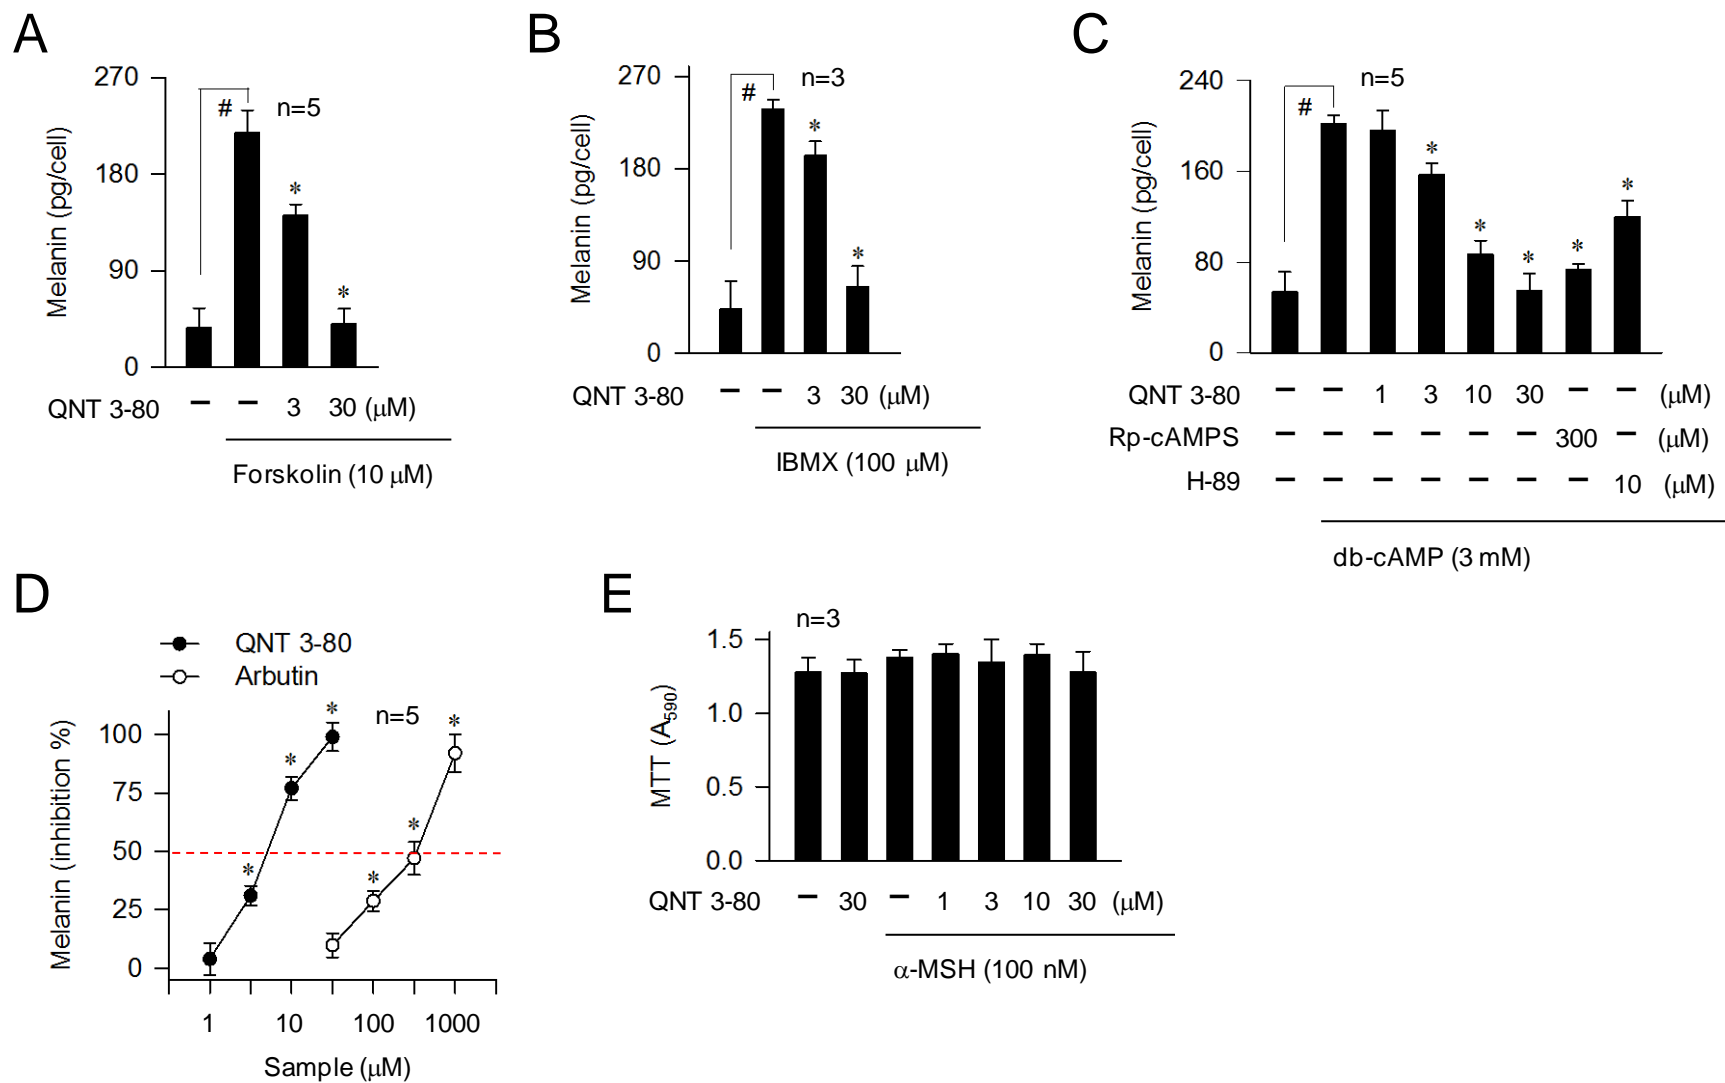 A
270
180
90
0
Melanin (pg/cell)
#
n=5
*
*
QNT 3-80 – – 3 30 (μM)
Forskolin (10 μM)
B
270
180
90
0
Melanin (pg/cell)
#
n=3
*
*
QNT 3-80 – – 3 30 (μM)
IBMX (100 μM)
C
240
160
80
0
Melanin (pg/cell)
#
n=5
*
*
*
*
*
QNT 3-80 – – 1 3 10 30 – – (μM)
Rp-cAMPS – – – – – – 300 – (μM)
H-89 – – – – – – – 10 (μM)
db-cAMP (3 mM)
D
QNT 3-80
Arbutin
n=5
100
75
50
25
0
Melanin (inhibition %)
*
*
*
*
*
*
1 10 100 1000
Sample (μM)
E
n=3
1.5
1.0
0.5
0.0
MTT (A590)
QNT 3-80 – 30 – 1 3 10 30 (μM)
α-MSH (100 nM)